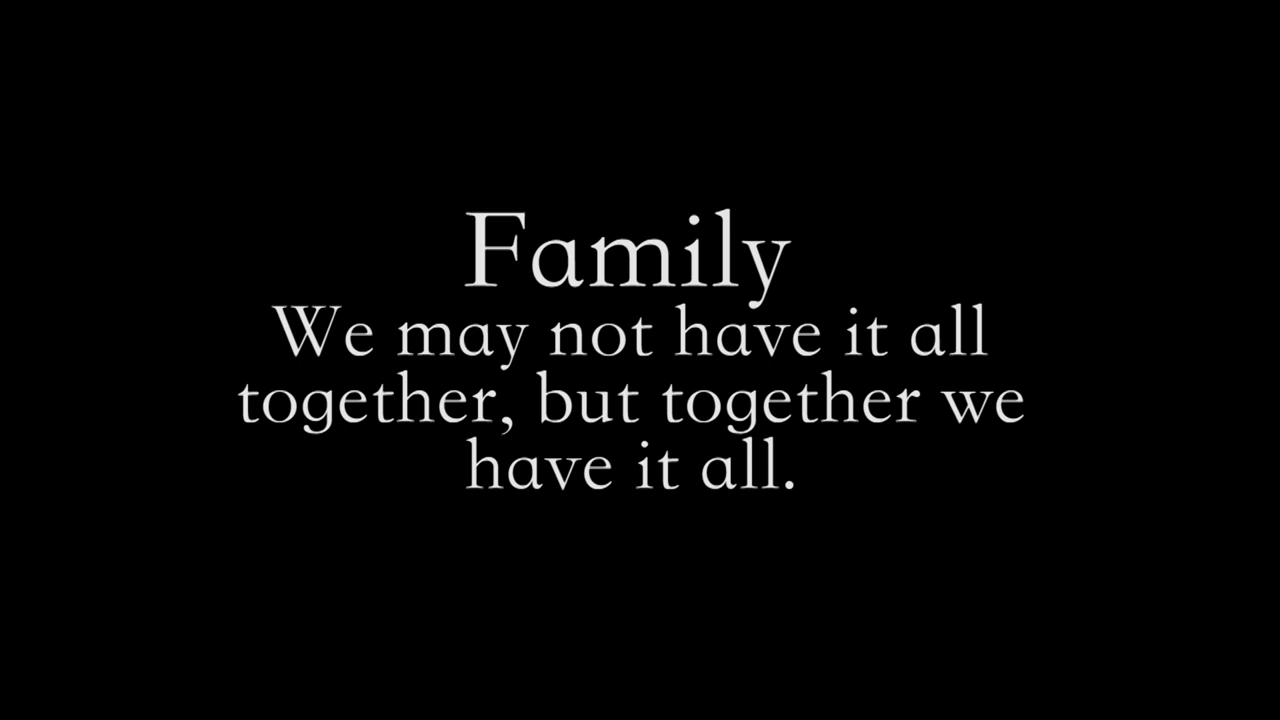 Family
We may not have it all
together, but together we
have it all.